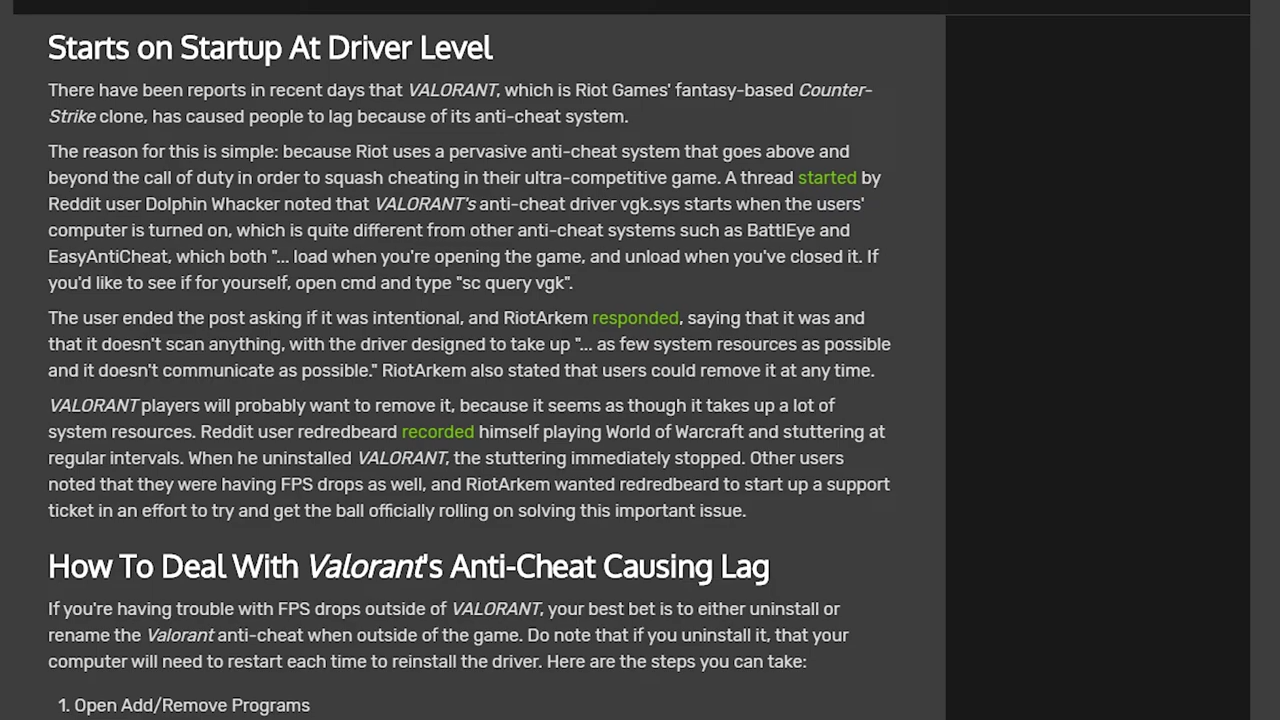 Starts on Startup At Driver Level
There have been reports in recent days that VALORANT, which is Riot Games' fantasy-based Counter-
Strike clone, has caused people to lag because of its anti-cheat system.
The reason for this is simple: because Riot uses a pervasive anti-cheat system that goes above and
beyond the call of duty in order to squash cheating in their ultra-competitive game. A thread started by
Reddit user Dolphin Whacker noted that VALORANT's anti-cheat driver vgk.sys starts when the users'
computer is turned on, which is quite different from other anti-cheat systems such as BattlEye and
EasyAntiCheat, which both "... load when you're opening the game, and unload when you've closed it. If
you'd like to see if for yourself, open cmd and type "sc query vgk".
The user ended the post asking if it was intentional, and RiotArkem responded, saying that it was and
that it doesn't scan anything, with the driver designed to take up "... as few system resources as possible
and it doesn't communicate as possible." RiotArkem also stated that users could remove it at any time.
VALORANT players will probably want to remove it, because it seems as though it takes up a lot of
system resources. Reddit user redredbeard recorded himself playing World of Warcraft and stuttering at
regular intervals. When he uninstalled VALORANT, the stuttering immediately stopped. Other users
noted that they were having FPS drops as well, and RiotArkem wanted redredbeard to start up a support
ticket in an effort to try and get the ball officially rolling on solving this important issue.
How To Deal With Valorant's Anti-Cheat Causing Lag
If you're having trouble with FPS drops outside of VALORANT, your best bet is to either uninstall or
rename the Valorant anti-cheat when outside of the game. Do note that if you uninstall it, that your
computer will need to restart each time to reinstall the driver. Here are the steps you can take:
1. Open Add/Remove Programs